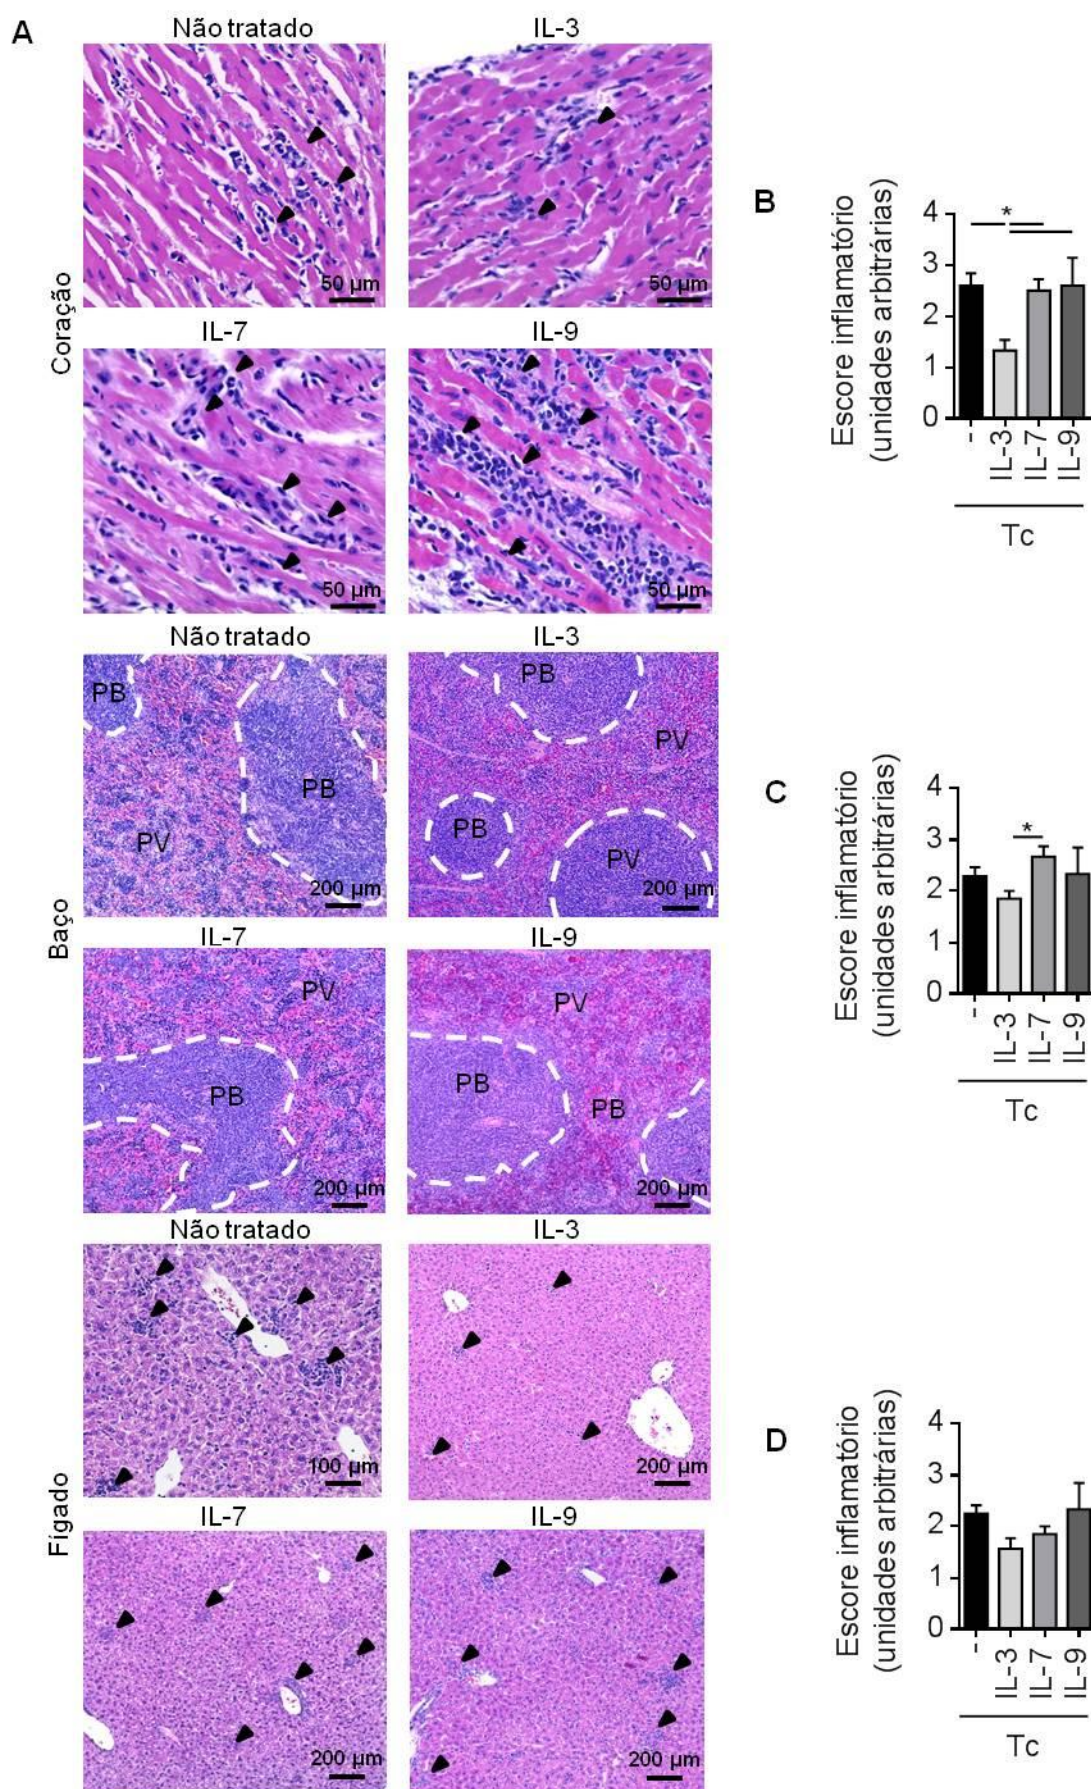 A
Não tratado
IL-3
50 µm
50 µm
IL-7
IL-9
50 µm
50 µm
Coração
Não tratado
IL-3
PB
PB
PV
200 µm
PB
PV
PB
PV
200 µm
IL-7
IL-9
PV
PB
200 µm
PV
PB
PB
200 µm
Baço
Não tratado
IL-3
100 µm
200 µm
IL-7
IL-9
200 µm
200 µm
Fígado
B
Escore inflamatório
(unidades arbitrárias)
4
3
2
1
0
*
-
IL-3
IL-7
IL-9
Tc
C
Escore inflamatório
(unidades arbitrárias)
4
3
2
1
0
*
-
IL-3
IL-7
IL-9
Tc
D
Escore inflamatório
(unidades arbitrárias)
4
3
2
1
0
-
IL-3
IL-7
IL-9
Tc